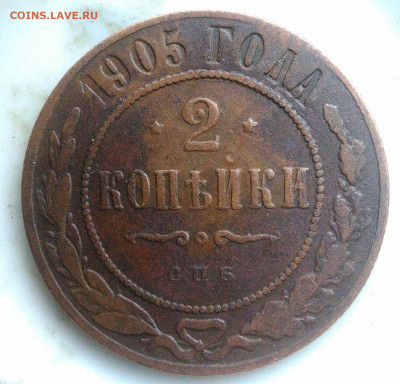 COINS.LAVE.RU
1905 ГОДА
2
КОПѢЙКИ
С.П.Б.